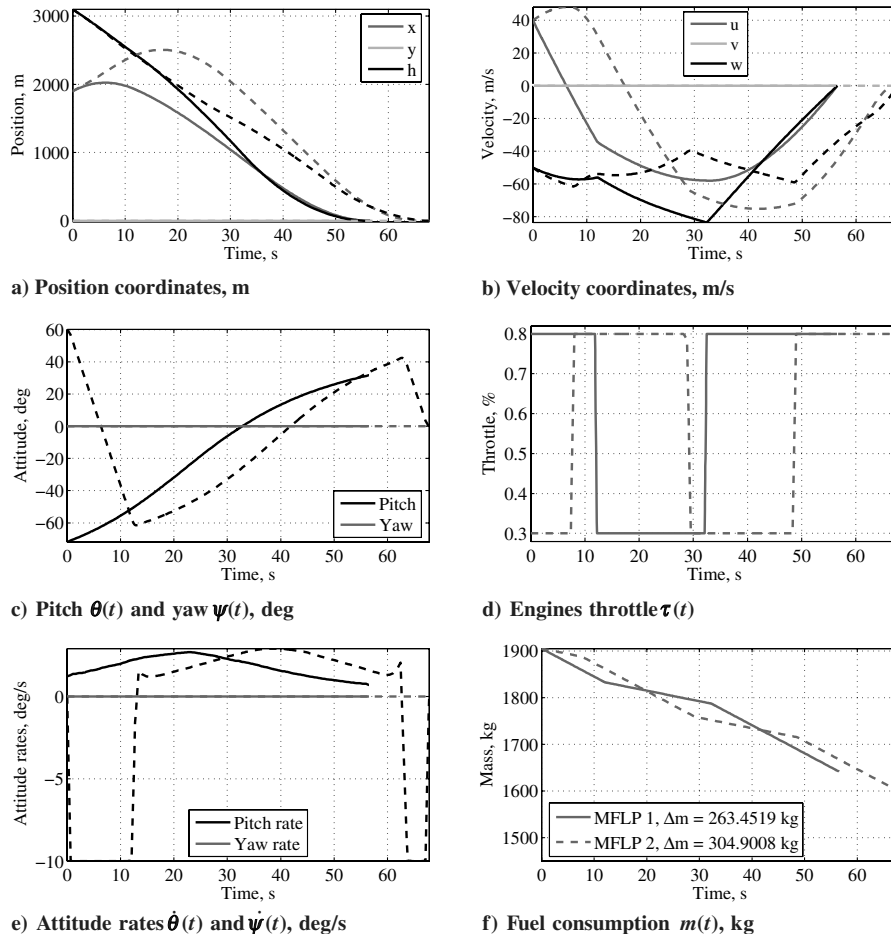 3000
2000
1000
0
Position, m
x
y
h
0 10 20 30 40 50 60
Time, s
a) Position coordinates, m
40
20
0
−20
−40
−60
−80
Velocity, m/s
u
v
w
0 10 20 30 40 50 60
Time, s
b) Velocity coordinates, m/s
60
40
20
0
−20
−40
−60
Attitude, deg
Pitch
Yaw
0 10 20 30 40 50 60
Time, s
c) Pitch θ(t) and yaw ψ(t), deg
0.8
0.7
0.6
0.5
0.4
0.3
Throttle, %
0 10 20 30 40 50 60
Time, s
d) Engines throttle τ(t)
0
−5
−10
Attitude rates, deg/s
Pitch rate
Yaw rate
0 10 20 30 40 50 60
Time, s
e) Attitude rates θ̇(t) and ψ̇(t), deg/s
1900
1800
1700
1600
1500
Mass, kg
MFLP 1, Δm = 263.4519 kg
MFLP 2, Δm = 304.9008 kg
0 10 20 30 40 50 60
Time, s
f) Fuel consumption m(t), kg